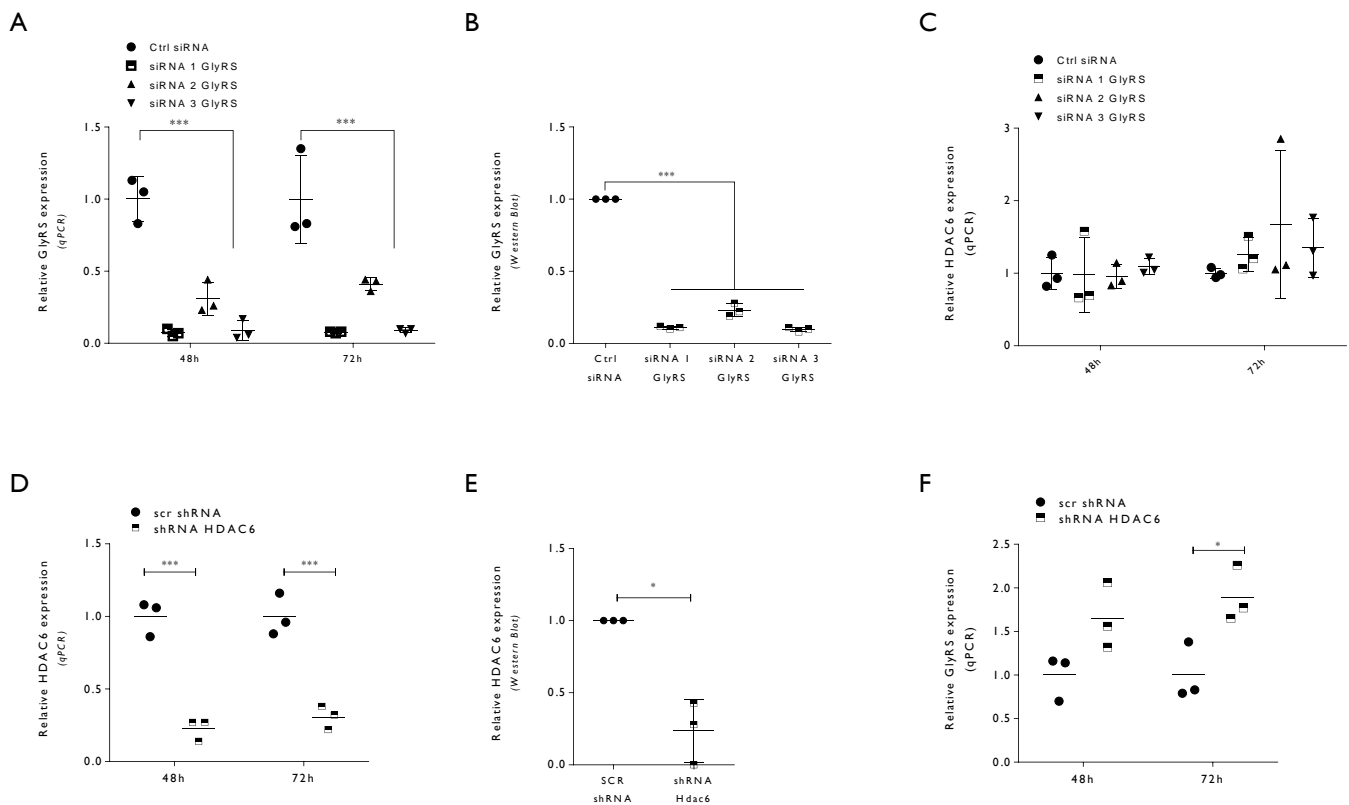 A
Ctrl siRNA
siRNA 1 GlyRS
siRNA 2 GlyRS
siRNA 3 GlyRS
Relative GlyRS expression
(qPCR)
1.5
1.0
0.5
0.0
***
***
48h
72h
B
Relative GlyRS expression
(Western Blot)
1.5
1.0
0.5
0.0
***
Ctrl
siRNA
siRNA 1
GlyRS
siRNA 2
GlyRS
siRNA 3
GlyRS
C
Ctrl siRNA
siRNA 1 GlyRS
siRNA 2 GlyRS
siRNA 3 GlyRS
Relative HDAC6 expression
(qPCR)
3
2
1
0
48h
72h
D
scr shRNA
shRNA HDAC6
Relative HDAC6 expression
(qPCR)
1.5
1.0
0.5
0.0
***
***
48h
72h
E
Relative HDAC6 expression
(Western Blot)
1.5
1.0
0.5
0.0
*
SCR
shRNA
shRNA
Hdac6
F
scr shRNA
shRNA HDAC6
Relative GlyRS expression
(qPCR)
2.5
2.0
1.5
1.0
0.5
0.0
*
48h
72h